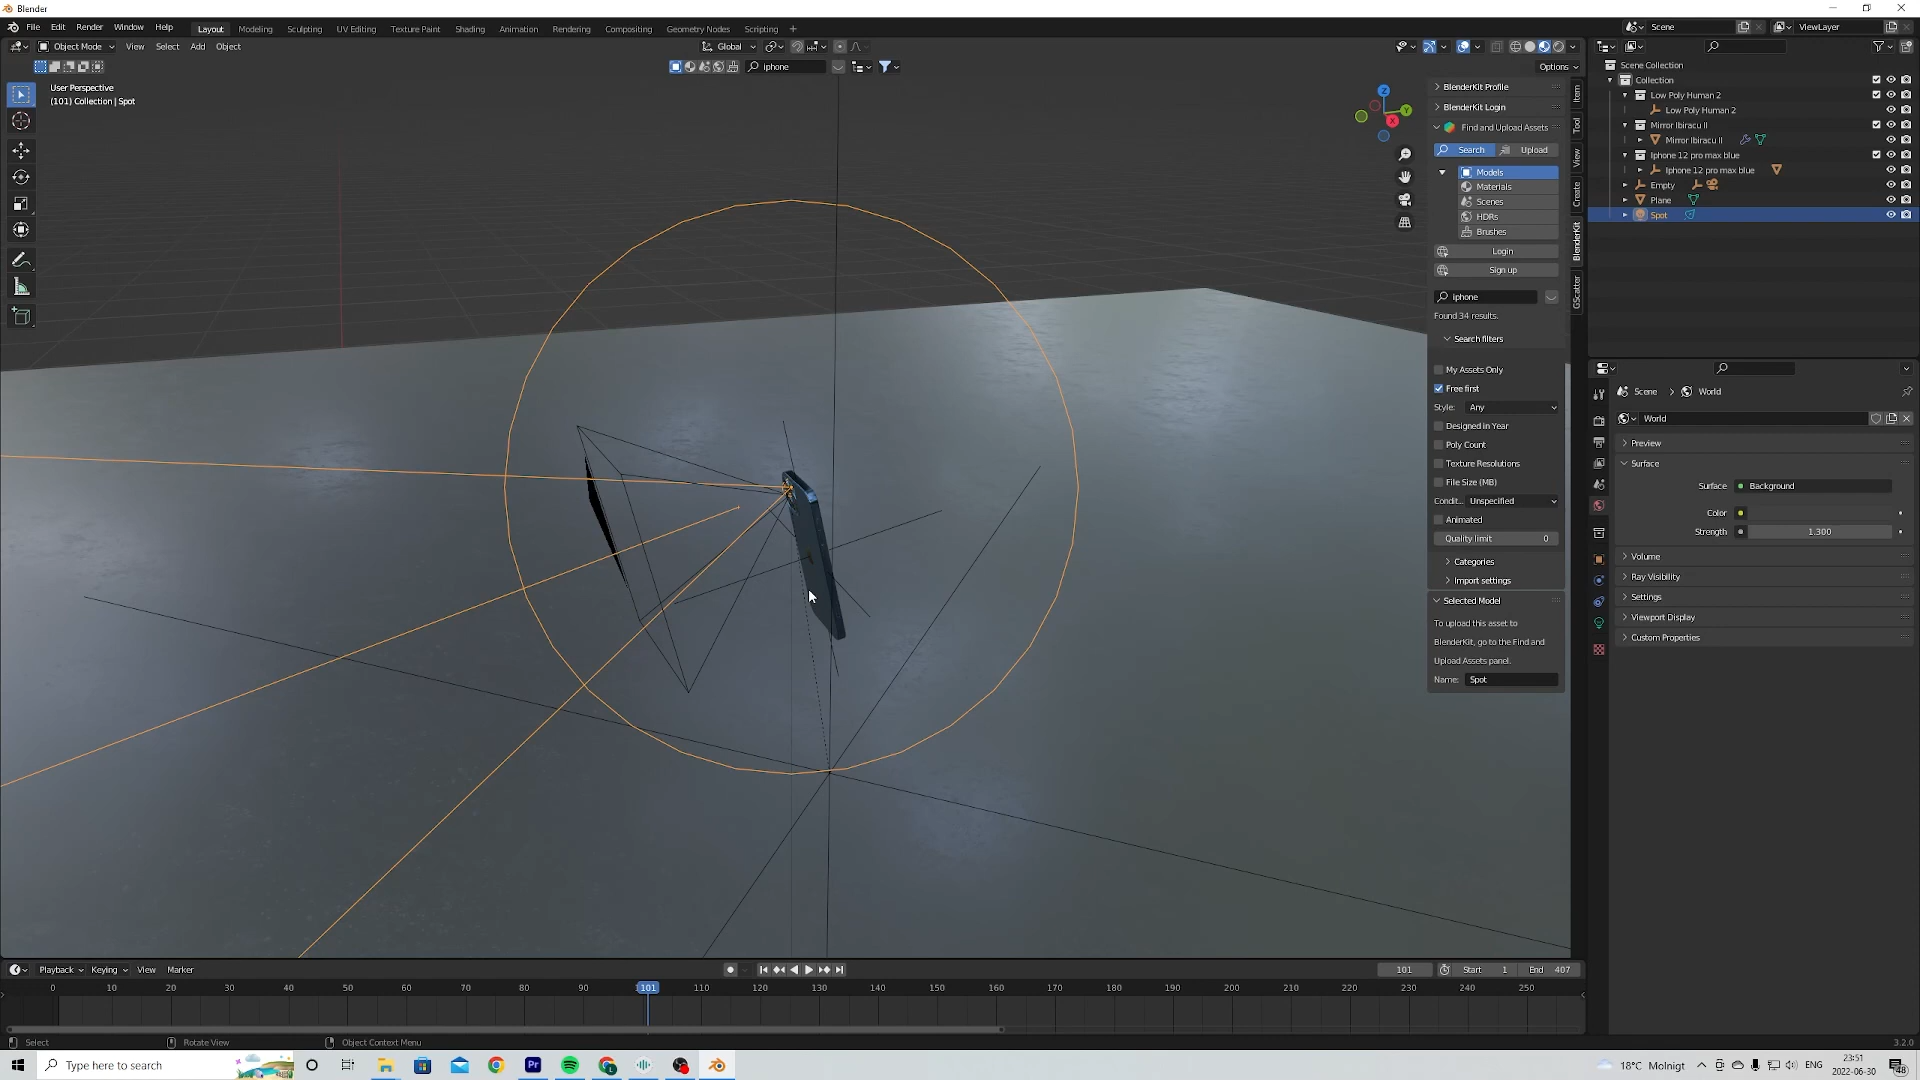 Blender
File Edit Render Window Help
Layout Modeling Sculpting UV Editing Texture Paint Shading Animation Rendering Compositing Geometry Nodes Scripting +
Scene
ViewLayer
Object Mode View Select Add Object
Global
iphone
Options
User Perspective
(101) Collection | Spot
Z
Y
X
BlenderKit Profile
BlenderKit Login
Find and Upload Assets
Search Upload
Models
Materials
Scenes
HDRs
Brushes
Login
Sign up
iphone
Found 34 results.
Search filters
My Assets Only
Free first
Style: Any
Designed in Year
Poly Count
Texture Resolutions
File Size (MB)
Condit... Unspecified
Animated
Quality limit 0
Categories
Import settings
Selected Model
To upload this asset to
BlenderKit, go to the Find and
Upload Assets panel.
Name: Spot
Item
Tool
View
Create
BlenderKit
GScatter
Scene Collection
Collection
Low Poly Human 2
Low Poly Human 2
Mirror Ibiracu II
Mirror Ibiracu II
Iphone 12 pro max blue
Iphone 12 pro max blue
Empty
Plane
Spot
Scene > World
World
Preview
Surface
Surface Background
Color
Strength 1.300
Volume
Ray Visibility
Settings
Viewport Display
Custom Properties
Playback Keying View Marker
101 Start 1 End 407
0 10 20 30 40 50 60 70 80 90 101 110 120 130 140 150 160 170 180 190 200 210 220 230 240 250
Select Rotate View Object Context Menu
3.2.0
Type here to search
18°C Molnigt
ENG
23:51
2022-06-30
48